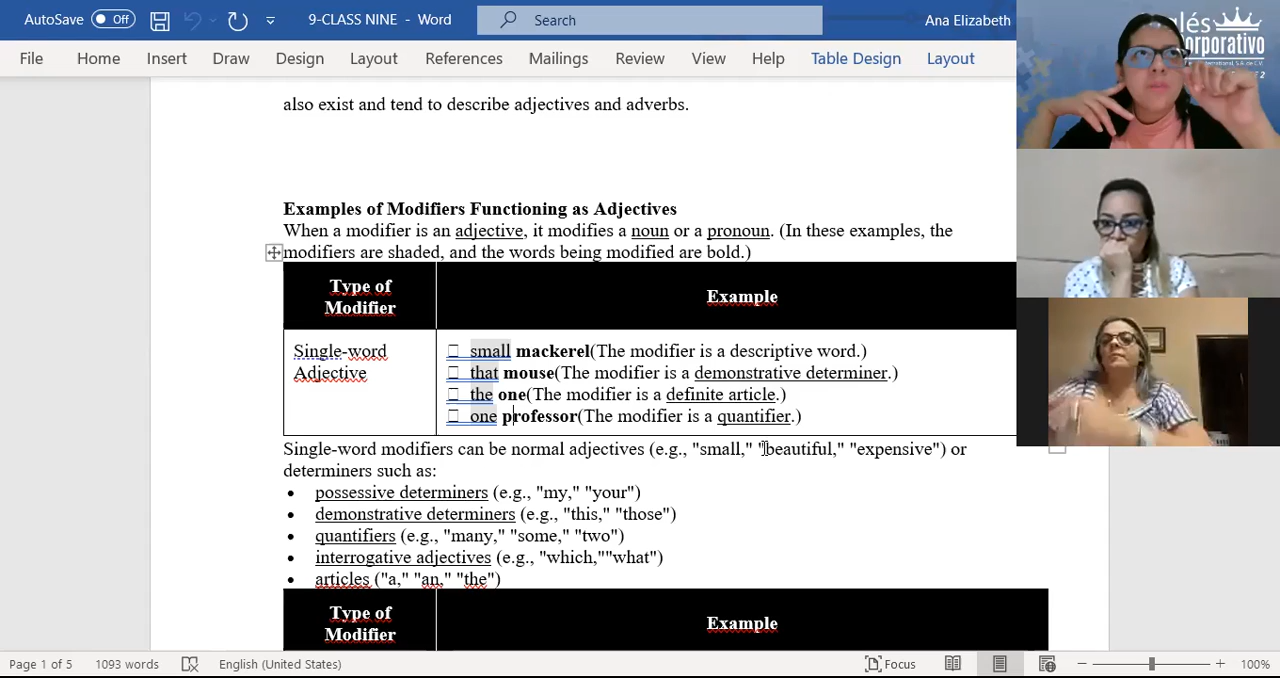 AutoSave Off 9-CLASS NINE - Word Search Ana Elizabeth
File Home Insert Draw Design Layout References Mailings Review View Help Table Design Layout
also exist and tend to describe adjectives and adverbs.
Examples of Modifiers Functioning as Adjectives
When a modifier is an adjective, it modifies a noun or a pronoun. (In these examples, the
modifiers are shaded, and the words being modified are bold.)
Type of
Modifier
Example
Single-word
Adjective
small mackerel(The modifier is a descriptive word.)
that mouse(The modifier is a demonstrative determiner.)
the one(The modifier is a definite article.)
one professor(The modifier is a quantifier.)
Single-word modifiers can be normal adjectives (e.g., "small," "beautiful," "expensive") or
determiners such as:
• possessive determiners (e.g., "my," "your")
• demonstrative determiners (e.g., "this," "those")
• quantifiers (e.g., "many," "some," "two")
• interrogative adjectives (e.g., "which,""what")
• articles ("a," "an," "the")
Type of
Modifier
Example
Page 1 of 5 1093 words English (United States) Focus 100%